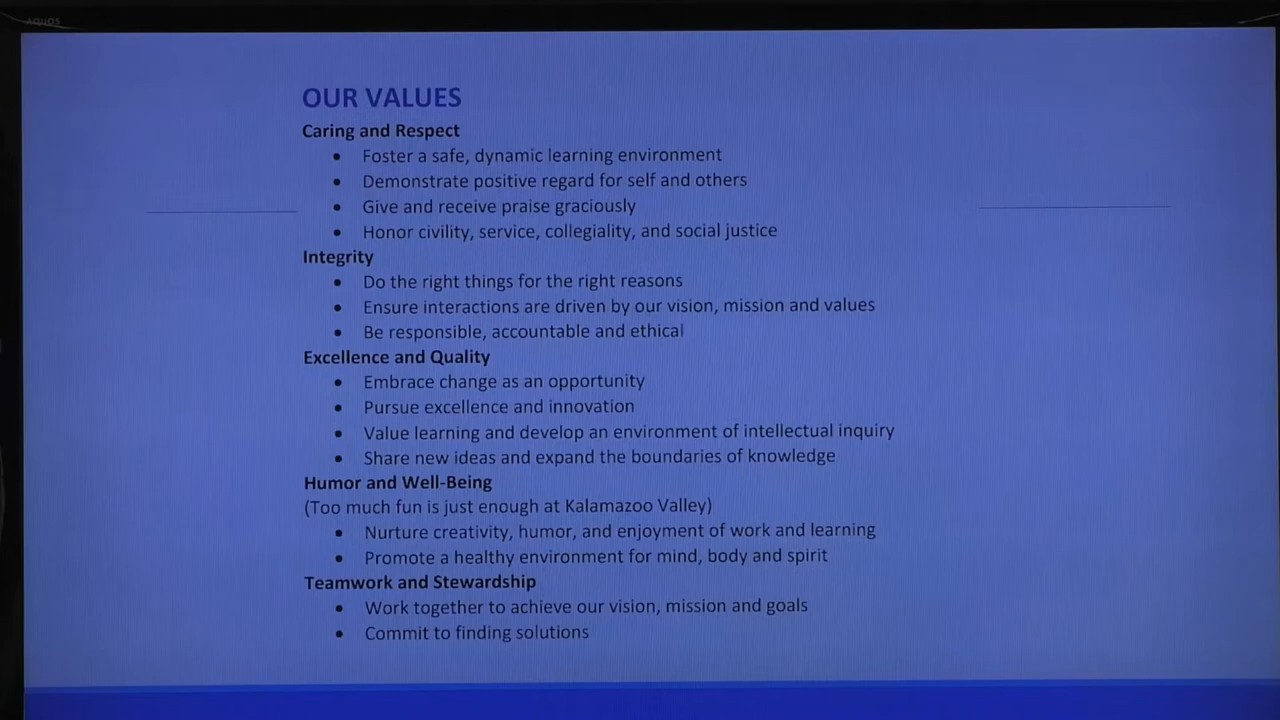 AQUOS
OUR VALUES
Caring and Respect
• Foster a safe, dynamic learning environment
• Demonstrate positive regard for self and others
• Give and receive praise graciously
• Honor civility, service, collegiality, and social justice
Integrity
• Do the right things for the right reasons
• Ensure interactions are driven by our vision, mission and values
• Be responsible, accountable and ethical
Excellence and Quality
• Embrace change as an opportunity
• Pursue excellence and innovation
• Value learning and develop an environment of intellectual inquiry
• Share new ideas and expand the boundaries of knowledge
Humor and Well-Being
(Too much fun is just enough at Kalamazoo Valley)
• Nurture creativity, humor, and enjoyment of work and learning
• Promote a healthy environment for mind, body and spirit
Teamwork and Stewardship
• Work together to achieve our vision, mission and goals
• Commit to finding solutions